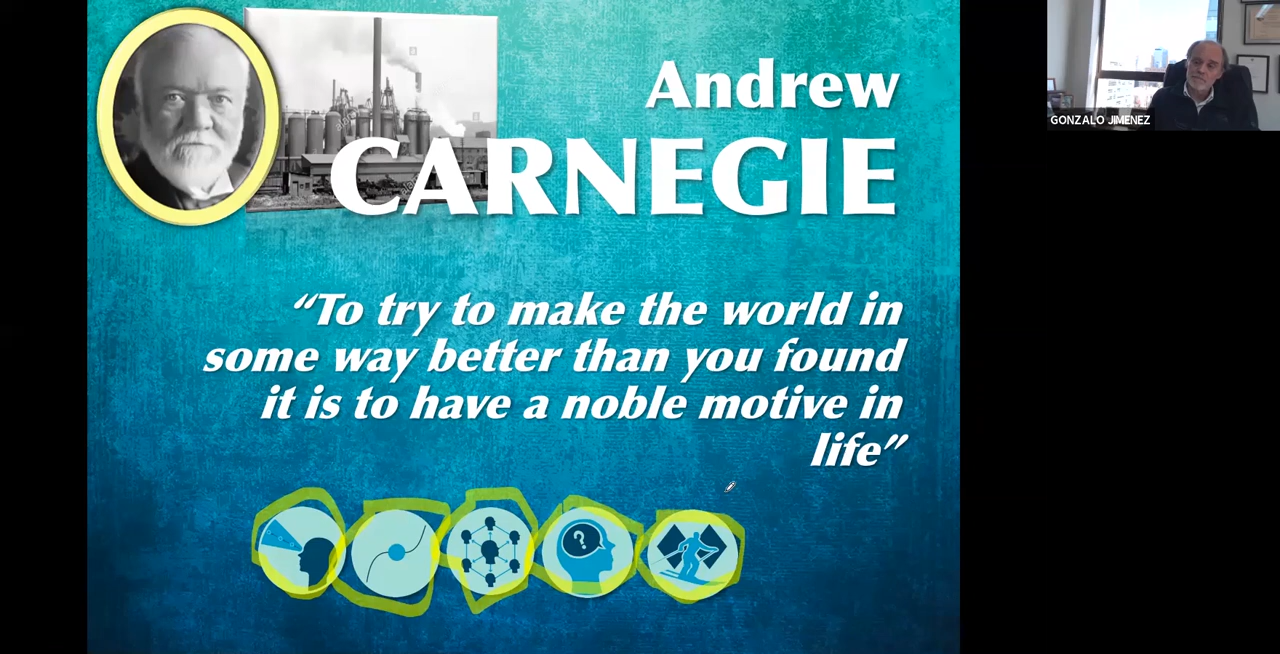 Andrew
CARNEGIE
“To try to make the world in
some way better than you found
it is to have a noble motive in
life”
?
GONZALO JIMENEZ